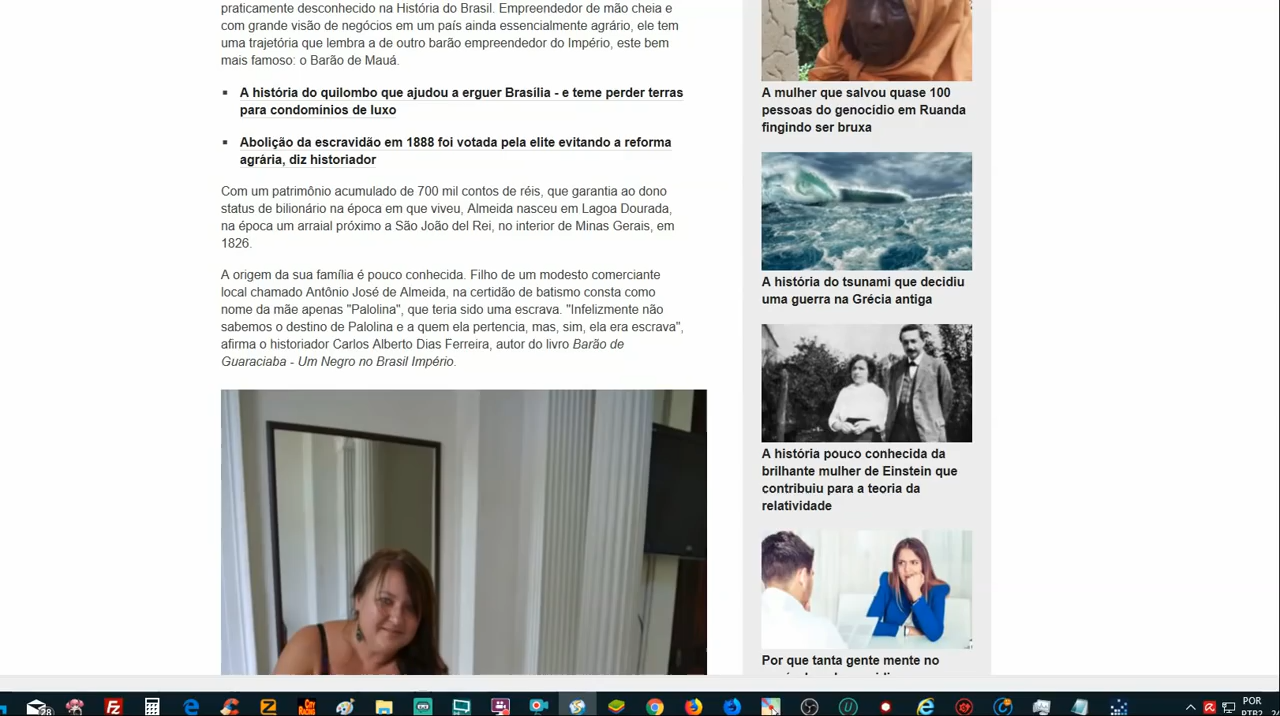 praticamente desconhecido na História do Brasil. Empreendedor de mão cheia e
com grande visão de negócios em um país ainda essencialmente agrário, ele tem
uma trajetória que lembra a de outro barão empreendedor do Império, este bem
mais famoso: o Barão de Mauá.
A história do quilombo que ajudou a erguer Brasília - e teme perder terras
para condomínios de luxo
Abolição da escravidão em 1888 foi votada pela elite evitando a reforma
agrária, diz historiador
Com um patrimônio acumulado de 700 mil contos de réis, que garantia ao dono
status de bilionário na época em que viveu, Almeida nasceu em Lagoa Dourada,
na época um arraial próximo a São João del Rei, no interior de Minas Gerais, em
1826.
A origem da sua família é pouco conhecida. Filho de um modesto comerciante
local chamado Antônio José de Almeida, na certidão de batismo consta como
nome da mãe apenas "Palolina", que teria sido uma escrava. "Infelizmente não
sabemos o destino de Palolina e a quem ela pertencia, mas, sim, ela era escrava",
afirma o historiador Carlos Alberto Dias Ferreira, autor do livro Barão de
Guaraciaba - Um Negro no Brasil Império.
A mulher que salvou quase 100
pessoas do genocídio em Ruanda
fingindo ser bruxa
A história do tsunami que decidiu
uma guerra na Grécia antiga
A história pouco conhecida da
brilhante mulher de Einstein que
contribuiu para a teoria da
relatividade
Por que tanta gente mente no
28
POR
PTB2